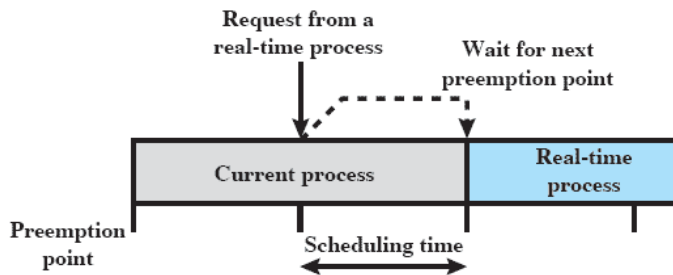 Request from a
real-time process
Wait for next
preemption point
Current process
Real-time
process
Preemption
point
Scheduling time